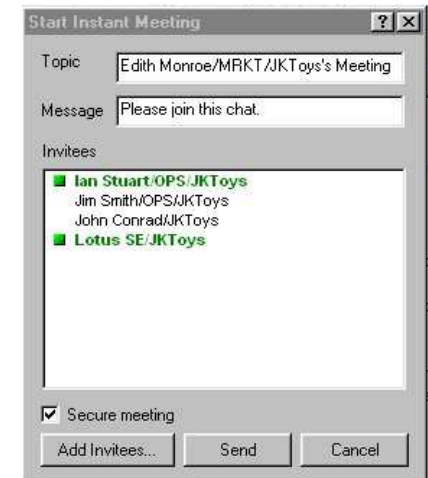 Start Instant Meeting
Topic Edith Monroe/MRKT/JKToys's Meeting
Message Please join this chat.
Invitees
Ian Stuart/OPS/JKToys
Jim Smith/OPS/JKToys
John Conrad/JKToys
Lotus SE/JKToys
Secure meeting
Add Invitees... Send Cancel